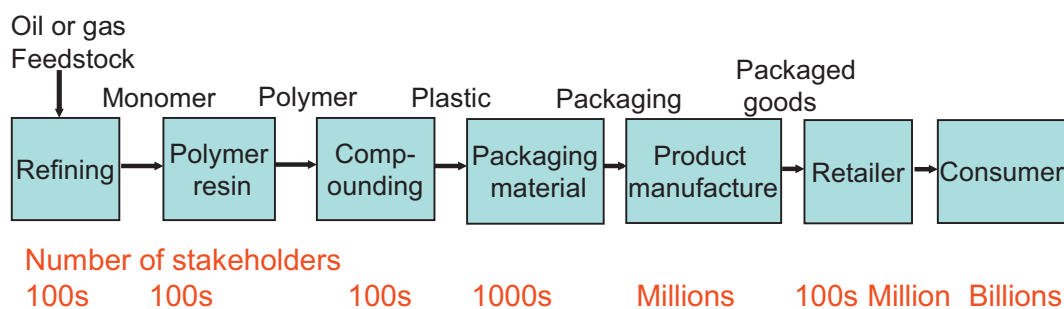 Oil or gas
Feedstock
Monomer
Polymer
Plastic
Packaging
Packaged
goods
Refining
Polymer
resin
Comp-
ounding
Packaging
material
Product
manufacture
Retailer
Consumer
Number of stakeholders
100s 100s 100s 1000s Millions 100s Million Billions